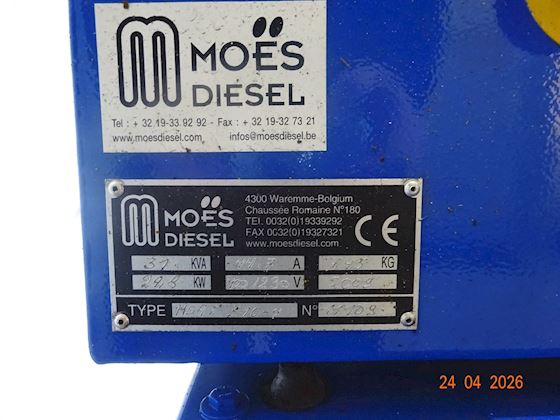 MOËS
DIESEL
Tel : + 32 19-33 92 92 - Fax : + 32 19-32 73 21
www.moesdiesel.com infos@moesdiesel.be
MOËS
DIESEL
4300 Waremme-Belgium
Chaussée Romaine N°180
TEl. 0032(0)19339292
FAX 0032(0)19327321
www.moesdiesel.com
CE
KVA A KG
KW V
TYPE N°
24 04 2026